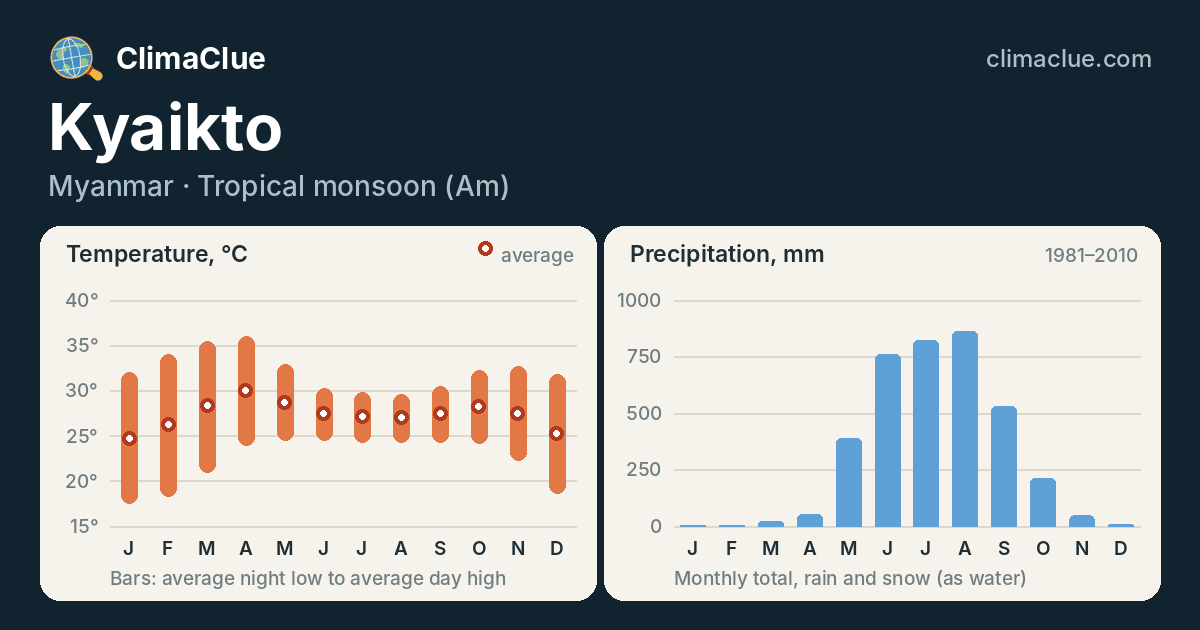 ClimaClue
climaclue.com
Kyaikto
Myanmar · Tropical monsoon (Am)
Temperature, °C
average
40°
35°
30°
25°
20°
15°
J F M A M J J A S O N D
Bars: average night low to average day high
Precipitation, mm
1981–2010
1000
750
500
250
0
J F M A M J J A S O N D
Monthly total, rain and snow (as water)